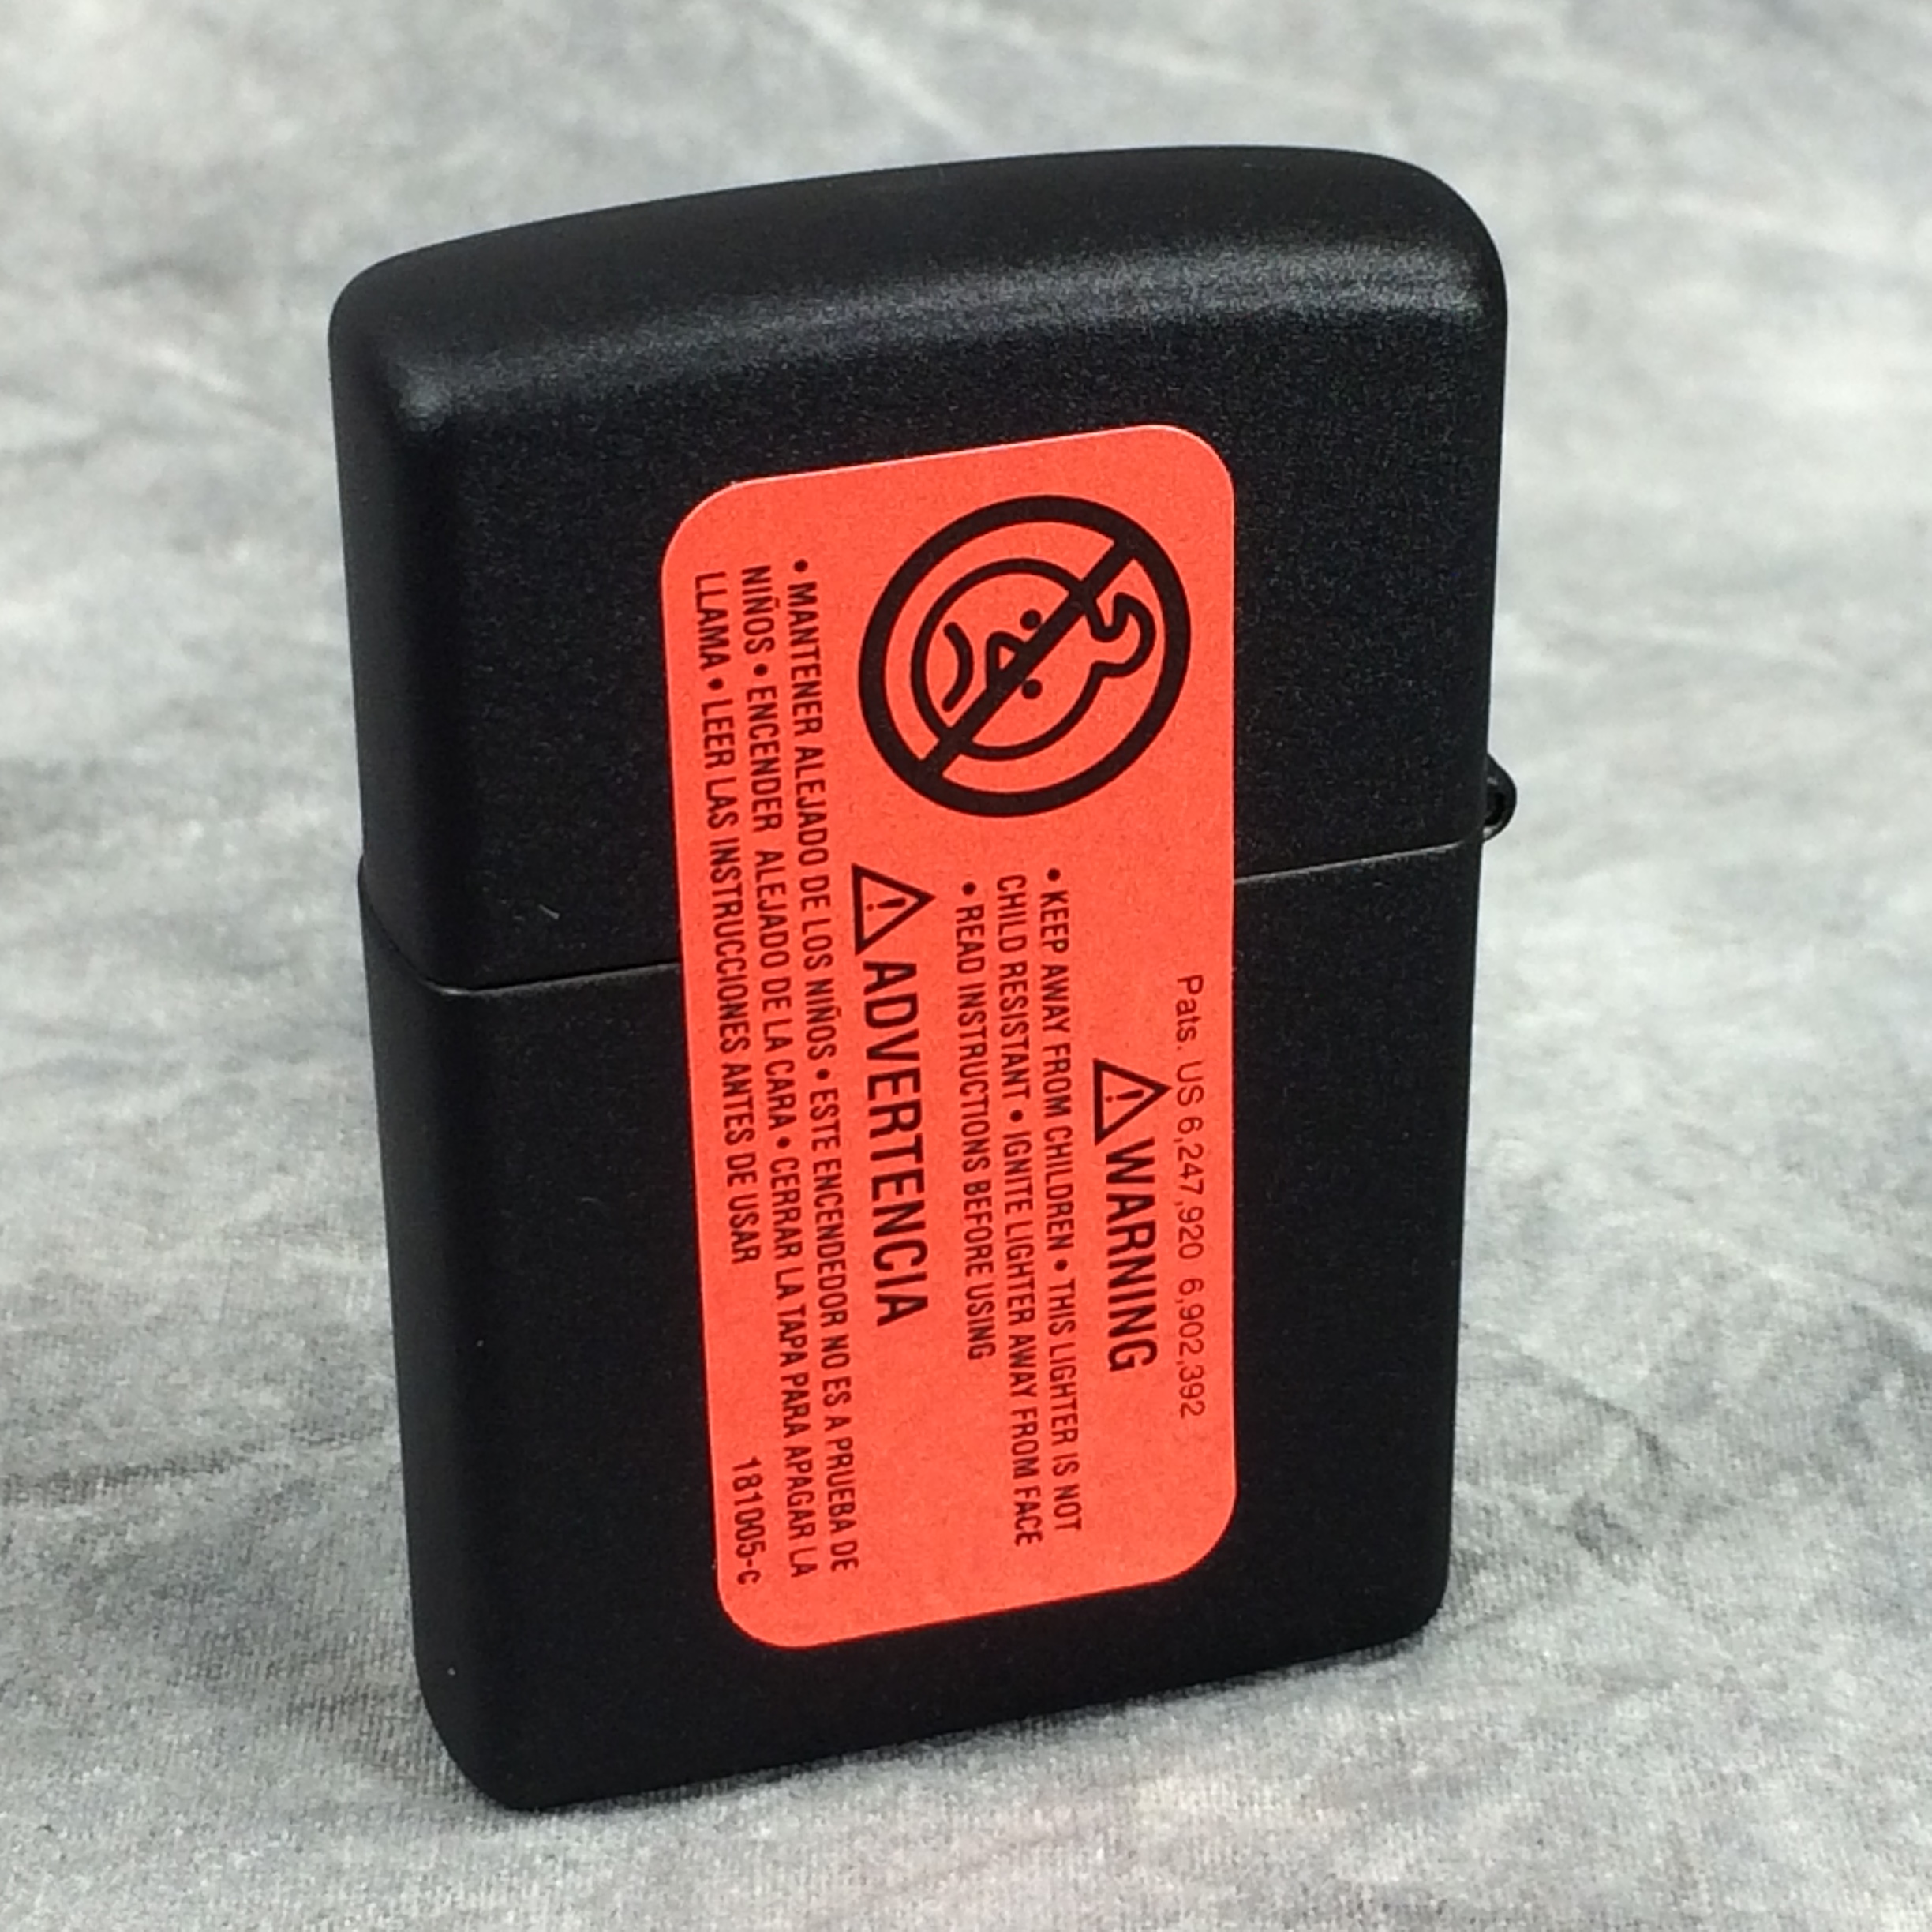 Pats. US 6,247,920 6,902,392
WARNING
• KEEP AWAY FROM CHILDREN • THIS LIGHTER IS NOT
CHILD RESISTANT • IGNITE LIGHTER AWAY FROM FACE
• READ INSTRUCTIONS BEFORE USING
ADVERTENCIA
• MANTENER ALEJADO DE LOS NIÑOS • ESTE ENCENDEDOR NO ES A PRUEBA DE
NIÑOS • ENCENDER ALEJADO DE LA CARA • CERRAR LA TAPA PARA APAGAR LA
LLAMA • LEER LAS INSTRUCCIONES ANTES DE USAR
181005-c